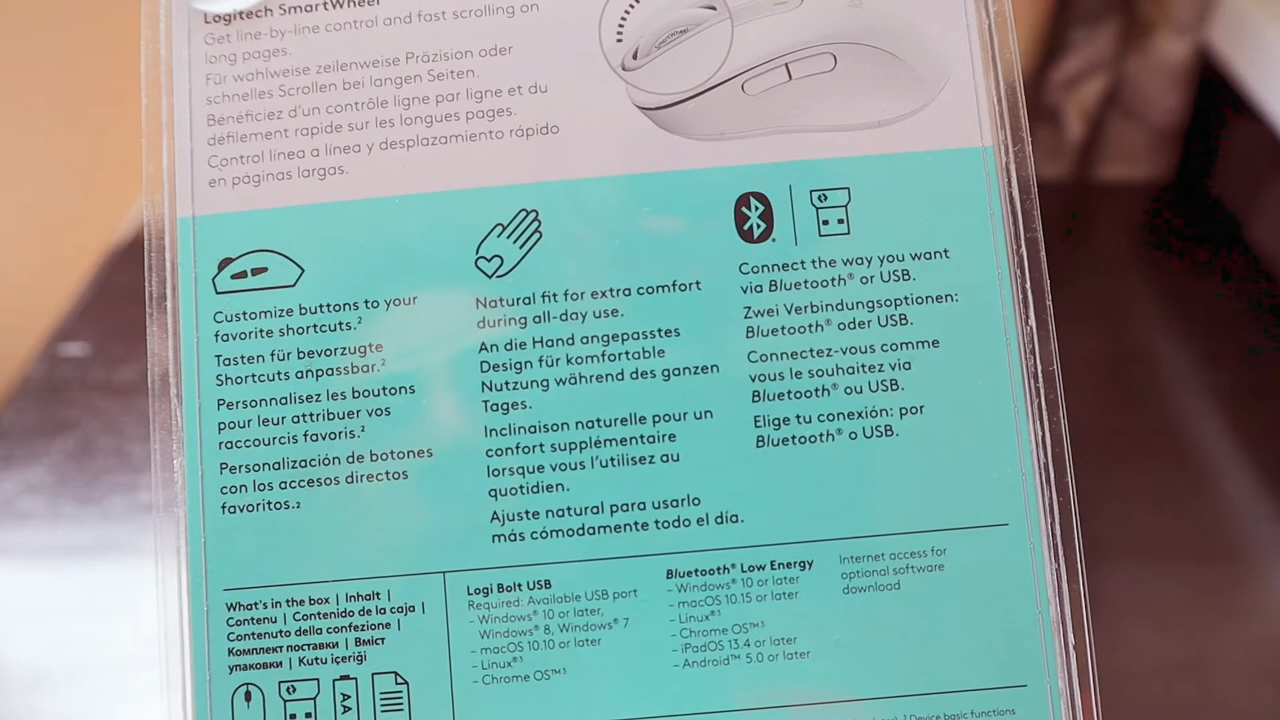 Logitech SmartWheel
Get line-by-line control and fast scrolling on
long pages.
Für wahlweise zeilenweise Präzision oder
schnelles Scrollen bei langen Seiten.
Bénéficiez d’un contrôle ligne par ligne et du
défilement rapide sur les longues pages.
Control línea a línea y desplazamiento rápido
en páginas largas.
SmartWheel
Customize buttons to your
favorite shortcuts.²
Tasten für bevorzugte
Shortcuts anpassbar.²
Personnalisez les boutons
pour leur attribuer vos
raccourcis favoris.²
Personalización de botones
con los accesos directos
favoritos.²
Natural fit for extra comfort
during all-day use.
An die Hand angepasstes
Design für komfortable
Nutzung während des ganzen
Tages.
Inclinaison naturelle pour un
confort supplémentaire
lorsque vous l’utilisez au
quotidien.
Ajuste natural para usarlo
más cómodamente todo el día.
Connect the way you want
via Bluetooth® or USB.
Zwei Verbindungsoptionen:
Bluetooth® oder USB.
Connectez-vous comme
vous le souhaitez via
Bluetooth® ou USB.
Elige tu conexión: por
Bluetooth® o USB.
What's in the box | Inhalt |
Contenu | Contenido de la caja |
Contenuto della confezione |
Комплект поставки | Вміст
упаковки | Kutu içeriği
AA
Logi Bolt USB
Required: Available USB port
- Windows® 10 or later,
Windows® 8, Windows® 7
- macOS 10.10 or later
- Linux®³
- Chrome OS™³
Bluetooth® Low Energy
- Windows® 10 or later
- macOS 10.15 or later
- Linux®³
- Chrome OS™³
- iPadOS 13.4 or later
- Android™ 5.0 or later
Internet access for
optional software
download
³ Device basic functions